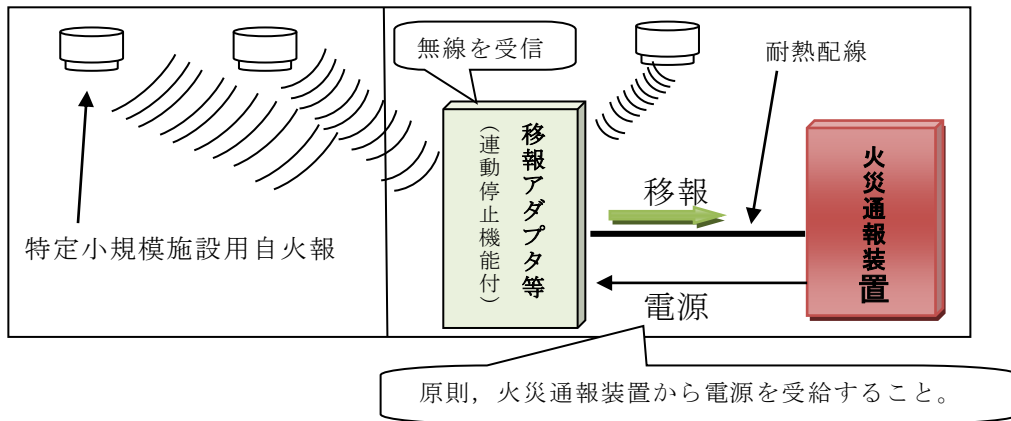 無線を受信
耐熱配線
移報アダプタ等
（連動停止機能付）
移報
火災通報装置
特定小規模施設用自火報
電源
原則，火災通報装置から電源を受給すること。